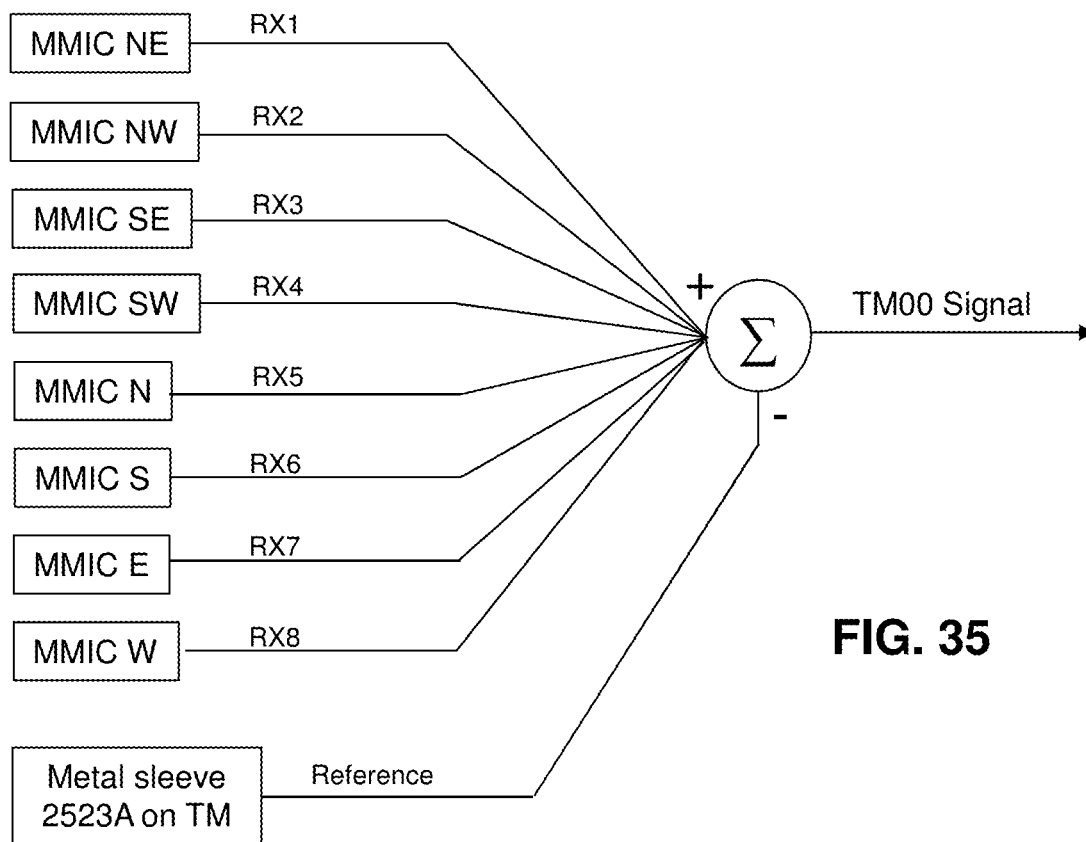 MMIC NE RX1
MMIC NW RX2
MMIC SE RX3
MMIC SW RX4
+
Σ
TM00 Signal
-
MMIC N RX5
MMIC S RX6
MMIC E RX7
MMIC W RX8
FIG. 35
Metal sleeve
2523A on TM
Reference